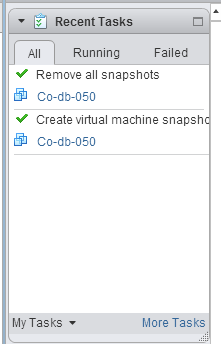 Recent Tasks
All Running Failed
Remove all snapshots
Co-db-050
Create virtual machine snapsho
Co-db-050
My Tasks More Tasks